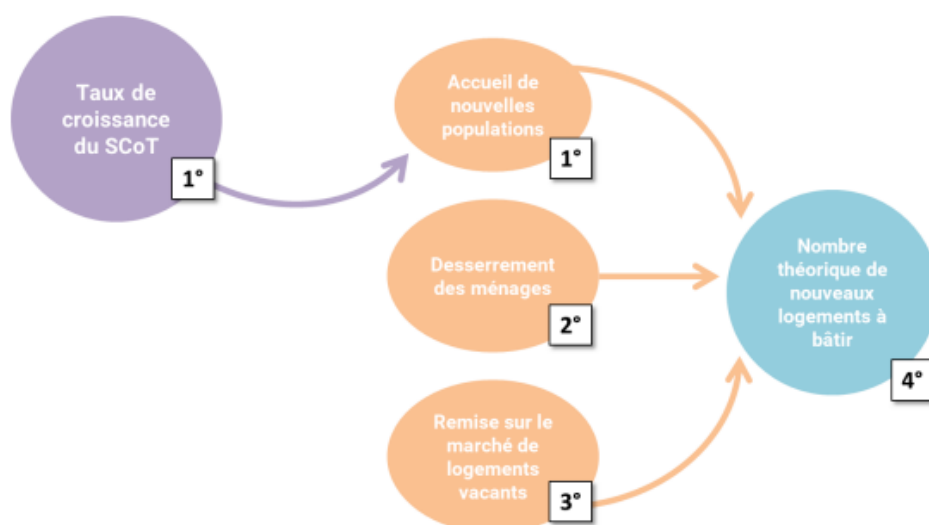 Taux de
croissance
du SCoT
1°
Accueil de
nouvelles
populations
1°
Desserrement
des ménages
2°
Remise sur le
marché de
logements
vacants
3°
Nombre
théorique de
nouveaux
logements à
bâtir
4°